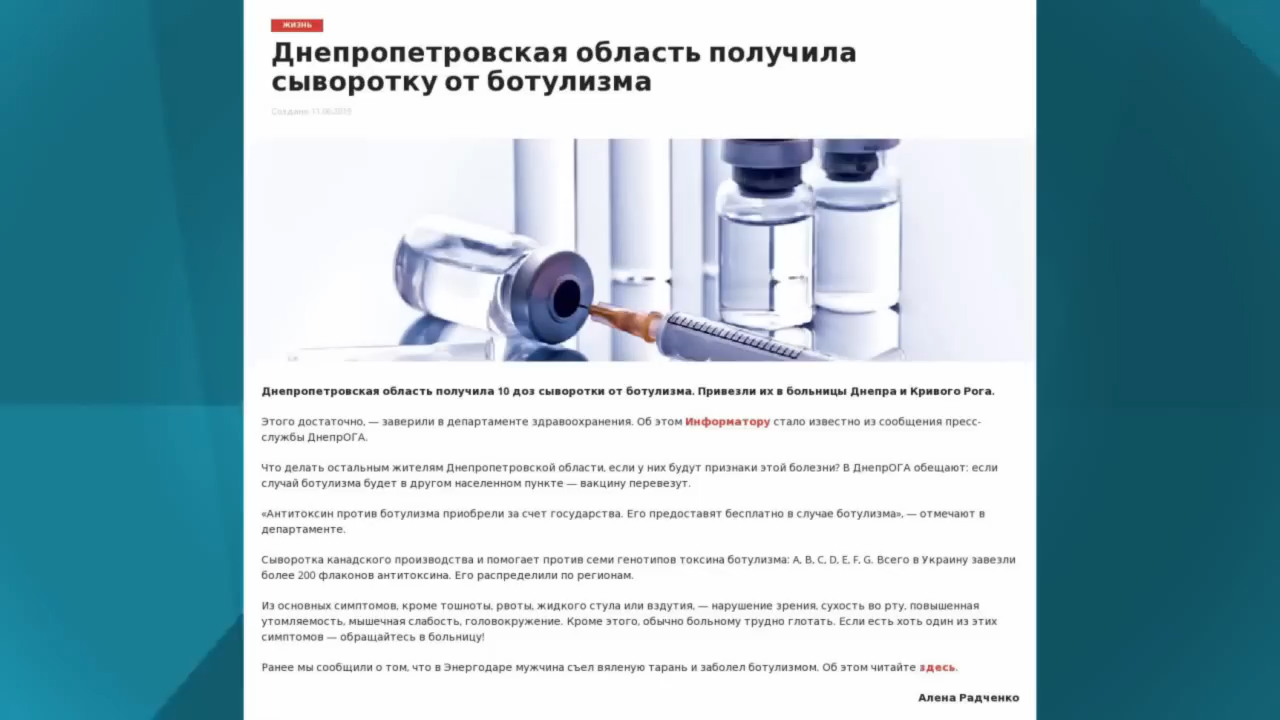 ЖИЗНЬ
Днепропетровская область получила
сыворотку от ботулизма
Создано:
Днепропетровская область получила 10 доз сыворотки от ботулизма. Привезли их в больницы Днепра и Кривого Рога.
Этого достаточно, — заверили в департаменте здравоохранения. Об этом Информатору стало известно из сообщения пресс-
службы ДнепрОГА.
Что делать остальным жителям Днепропетровской области, если у них будут признаки этой болезни? В ДнепрОГА обещают: если
случай ботулизма будет в другом населенном пункте — вакцину перевезут.
«Антитоксин против ботулизма приобрели за счет государства. Его предоставят бесплатно в случае ботулизма», — отмечают в
департаменте.
Сыворотка канадского производства и помогает против семи генотипов токсина ботулизма: A, B, C, D, E, F, G. Всего в Украину завезли
более 200 флаконов антитоксина. Его распределили по регионам.
Из основных симптомов, кроме тошноты, рвоты, жидкого стула или вздутия, — нарушение зрения, сухость во рту, повышенная
утомляемость, мышечная слабость, головокружение. Кроме этого, обычно больному трудно глотать. Если есть хоть один из этих
симптомов — обращайтесь в больницу!
Ранее мы сообщили о том, что в Энергодаре мужчина съел вяленую тарань и заболел ботулизмом. Об этом читайте здесь.
Алена Радченко